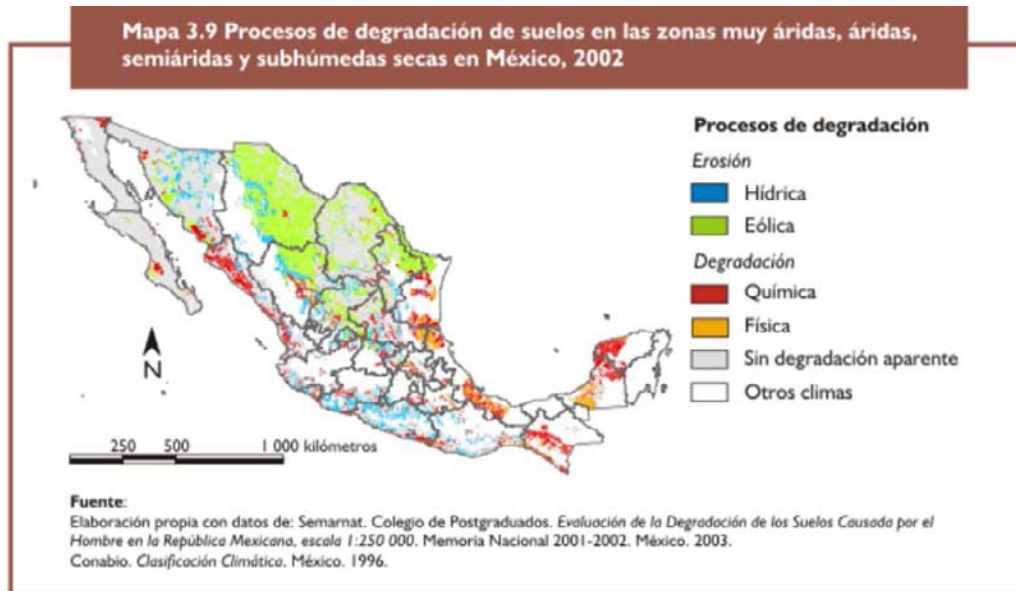 Mapa 3.9 Procesos de degradación de suelos en las zonas muy áridas, áridas,
semiáridas y subhúmedas secas en México, 2002
Procesos de degradación
Erosión
Hídrica
Eólica
Degradación
Química
Física
Sin degradación aparente
Otros climas
N
250 500 1 000 kilómetros
Fuente:
Elaboración propia con datos de: Semarnat. Colegio de Postgraduados. Evaluación de la Degradación de los Suelos Causada por el
Hombre en la República Mexicana, escala 1:250 000. Memoria Nacional 2001-2002. México. 2003.
Conabio. Clasificación Climática. México. 1996.